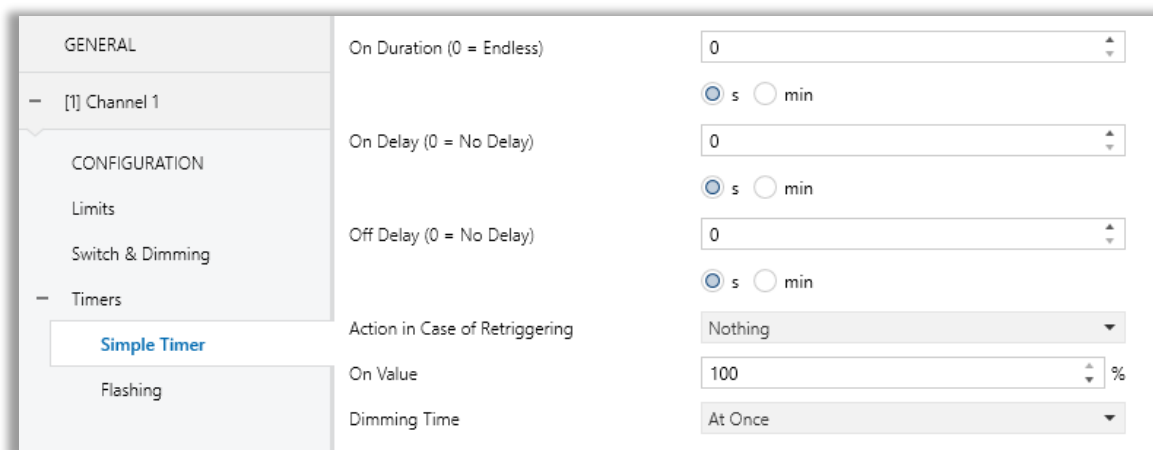 GENERAL
[1] Channel 1
CONFIGURATION
Limits
Switch & Dimming
Timers
Simple Timer
Flashing
On Duration (0 = Endless)
0
s min
On Delay (0 = No Delay)
0
s min
Off Delay (0 = No Delay)
0
s min
Action in Case of Retriggering
Nothing
On Value
100 %
Dimming Time
At Once